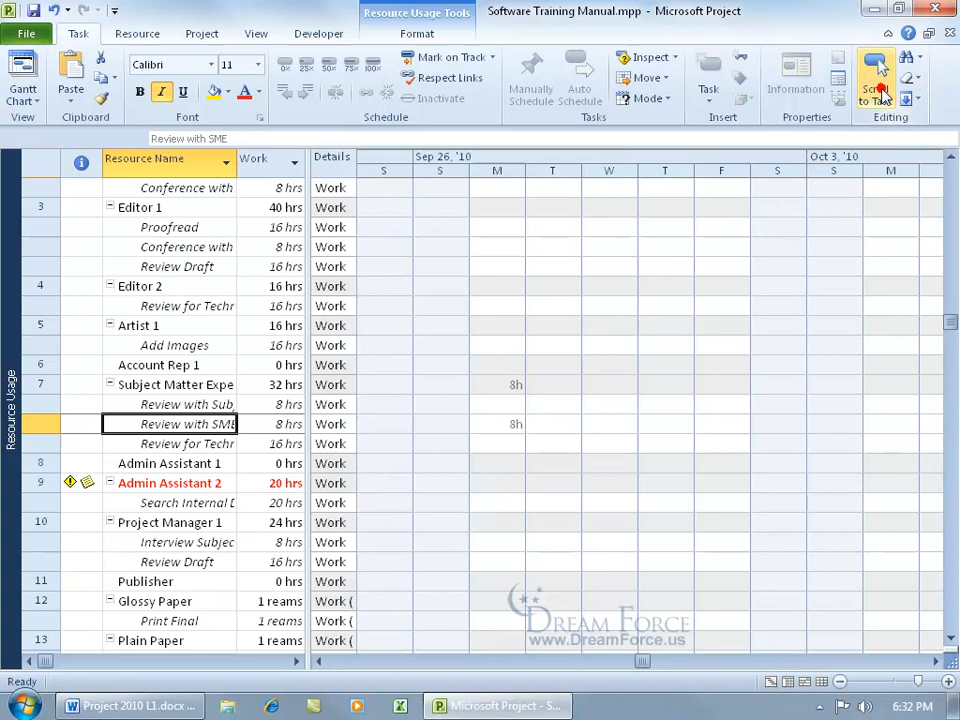 Resource Usage Tools
Software Training Manual.mpp - Microsoft Project
File Task Resource Project View Developer Format
Gantt Chart
Paste
Calibri 11
B I U A
Mark on Track
Respect Links
Inactivate
Manually Schedule
Auto Schedule
Inspect
Move
Mode
Task
Information
Scroll to Task
Clipboard Font Schedule Tasks Insert Properties Editing
Review with SME
Resource Name Work Details Sep 26, '10 Oct 3, '10
S S M T W T F S S M
Conference with 8 hrs Work
3 Editor 1 40 hrs Work
Proofread 16 hrs Work
Conference with 8 hrs Work
Review Draft 16 hrs Work
4 Editor 2 16 hrs Work
Review for Techr 16 hrs Work
5 Artist 1 16 hrs Work
Add Images 16 hrs Work
6 Account Rep 1 0 hrs Work
7 Subject Matter Expe 32 hrs Work 8h
Review with Sub 8 hrs Work
Review with SME 8 hrs Work 8h
Review for Techr 16 hrs Work
8 Admin Assistant 1 0 hrs Work
9 Admin Assistant 2 20 hrs Work
Search Internal D 20 hrs Work
10 Project Manager 1 24 hrs Work
Interview Subjec 8 hrs Work
Review Draft 16 hrs Work
11 Publisher 0 hrs Work
12 Glossy Paper 1 reams Work (
Print Final 1 reams Work (
13 Plain Paper 1 reams Work (
Resource Usage
DREAM FORCE
www.DreamForce.us
Ready
Project 2010 L1.docx ...
Microsoft Project - S...
6:32 PM